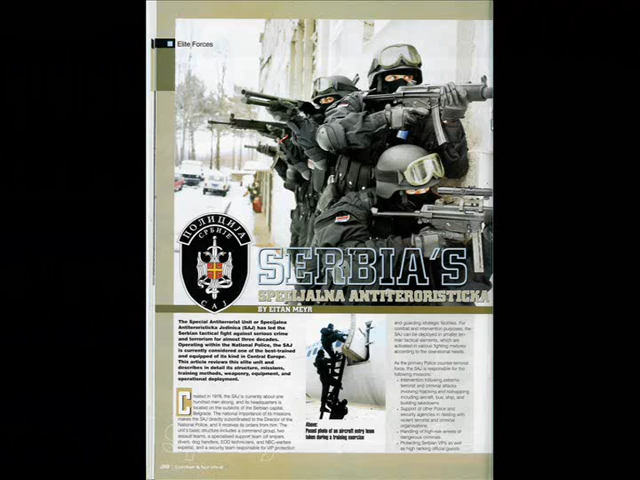 Elite Forces
ПОЛИЦИЈА
СРБИЈЕ
САЈ
SERBIA'S
SPECIJALNA ANTITERORISTICKA
BY EITAN MEYR
The Special Antiterrorist Unit or Specijalna
Antiteroristicka Jedinica (SAJ) has led the
Serbian tactical fight against serious crime
and terrorism for almost three decades.
Operating within the National Police, the SAJ
is currently considered one of the best-trained
and equipped of its kind in Central Europe.
This article reviews this elite unit and
describes in detail its structure, missions,
training methods, weaponry, equipment, and
operational deployment.
Created in 1978, the SAJ is currently about one
hundred men strong, and its headquarters is
located on the outskirts of the Serbian capital,
Belgrade. The national importance of its missions
makes the SAJ directly subordinated to the Director of the
National Police, and it receives its orders from him. The
unit's basic structure includes a command group, two
assault teams, a specialised support team (of snipers
divers, dog handlers, EOD technicians, and NBC-warfare
experts), and a security team responsible for VIP protection
Above:
Posed photo of an aircraft entry team
taken during a training exercise
and guarding strategic facilities. For
combat and intervention purposes, the
SAJ can be deployed in smaller ten
man tactical elements, which are
activated in various fighting mixtures
according to the operational needs.
As the primary Police counter-terrorist
force, the SAJ is responsible for the
following missions:
- Intervention following extreme
terrorist and criminal attacks
involving hijacking, kidnapping and
including aircraft, bus, ship, and
building takedowns.
- Support of other Police and
security agencies in dealing with
violent terrorist and criminal
organisations.
- Handling of high-risk arrests of
dangerous criminals.
- Protecting Serbian VIPs as well
as high ranking official guests